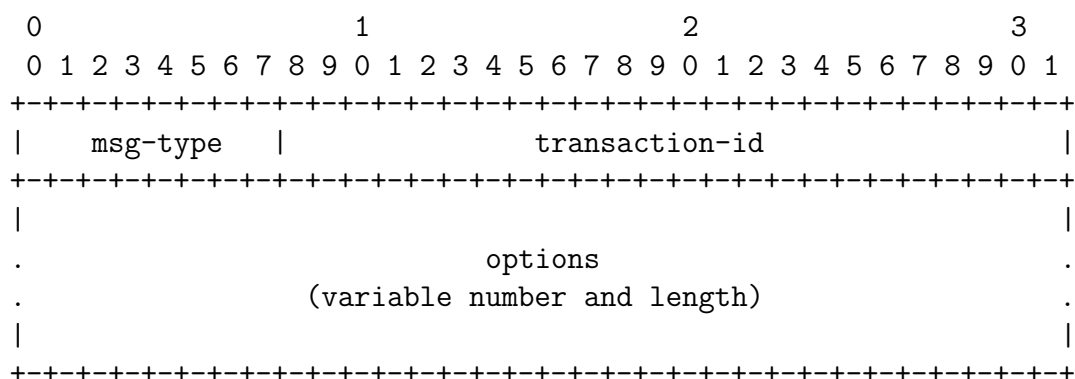 0                   1                   2                   3
 0 1 2 3 4 5 6 7 8 9 0 1 2 3 4 5 6 7 8 9 0 1 2 3 4 5 6 7 8 9 0 1
+-+-+-+-+-+-+-+-+-+-+-+-+-+-+-+-+-+-+-+-+-+-+-+-+-+-+-+-+-+-+-+-+
|    msg-type   |               transaction-id                  |
+-+-+-+-+-+-+-+-+-+-+-+-+-+-+-+-+-+-+-+-+-+-+-+-+-+-+-+-+-+-+-+-+
|                                                               |
.                            options                            .
.                 (variable number and length)                  .
|                                                               |
+-+-+-+-+-+-+-+-+-+-+-+-+-+-+-+-+-+-+-+-+-+-+-+-+-+-+-+-+-+-+-+-+